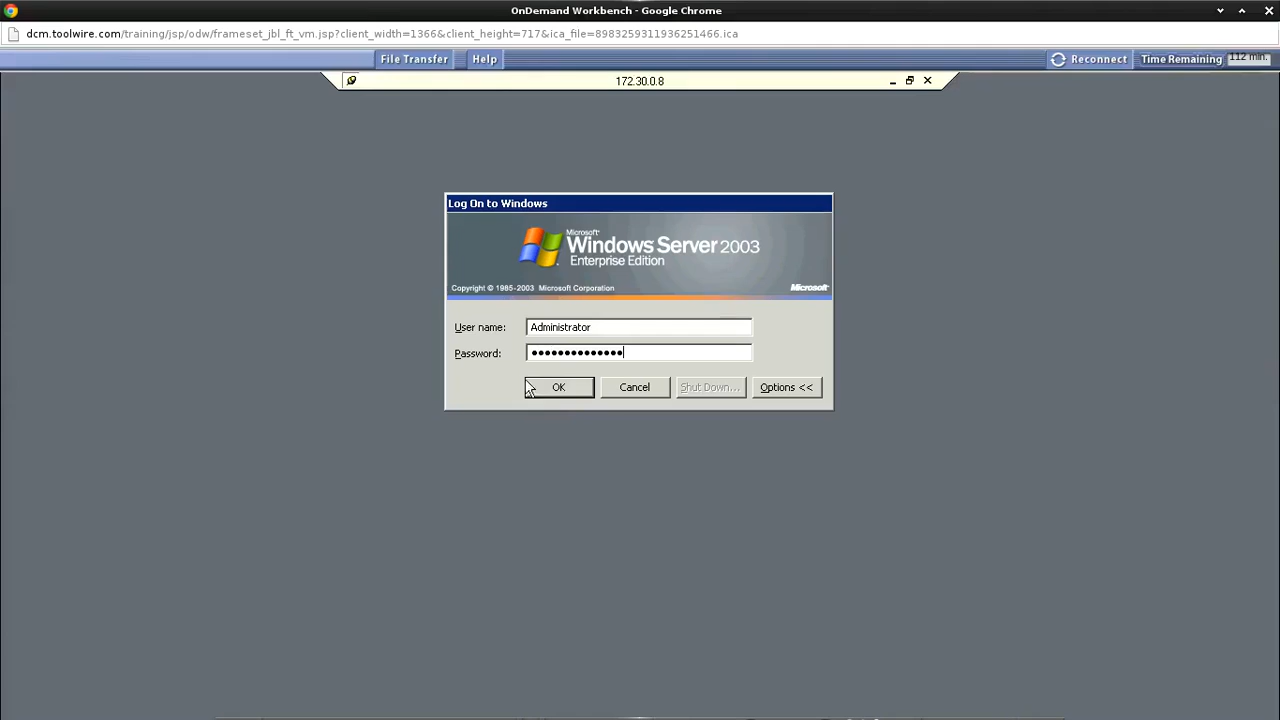 OnDemand Workbench - Google Chrome
dcm.toolwire.com/training/jsp/odw/frameset_jbl_ft_vm.jsp?client_width=1366&client_height=717&ica_file=8983259311936251466.ica
File Transfer Help Reconnect Time Remaining 112 min.
172.30.0.8
Log On to Windows
Microsoft
Windows Server 2003
Enterprise Edition
Copyright © 1985-2003 Microsoft Corporation Microsoft
User name: Administrator
Password: ●●●●●●●●●●●●●●
OK Cancel Shut Down... Options <<